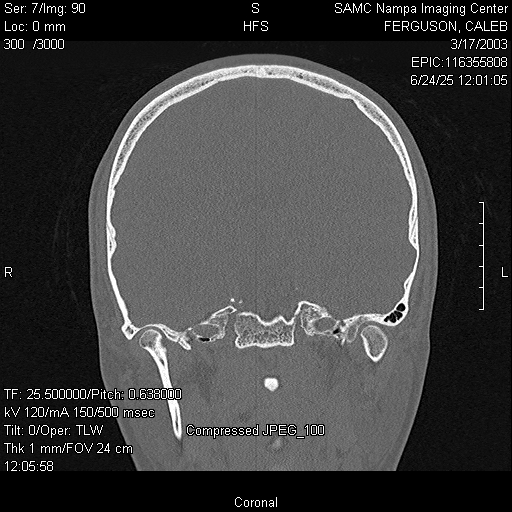 Ser: 7/Img: 90
Loc: 0 mm
300 /3000
S
HFS
SAMC Nampa Imaging Center
FERGUSON, CALEB
3/17/2003
EPIC:116355808
6/24/25 12:01:05
R
L
TF: 25.500000/Pitch: 0.638000
kV 120/mA 150/500 msec
Tilt: 0/Oper: TLW
Compressed JPEG_100
Thk 1 mm/FOV 24 cm
12:05:58
Coronal